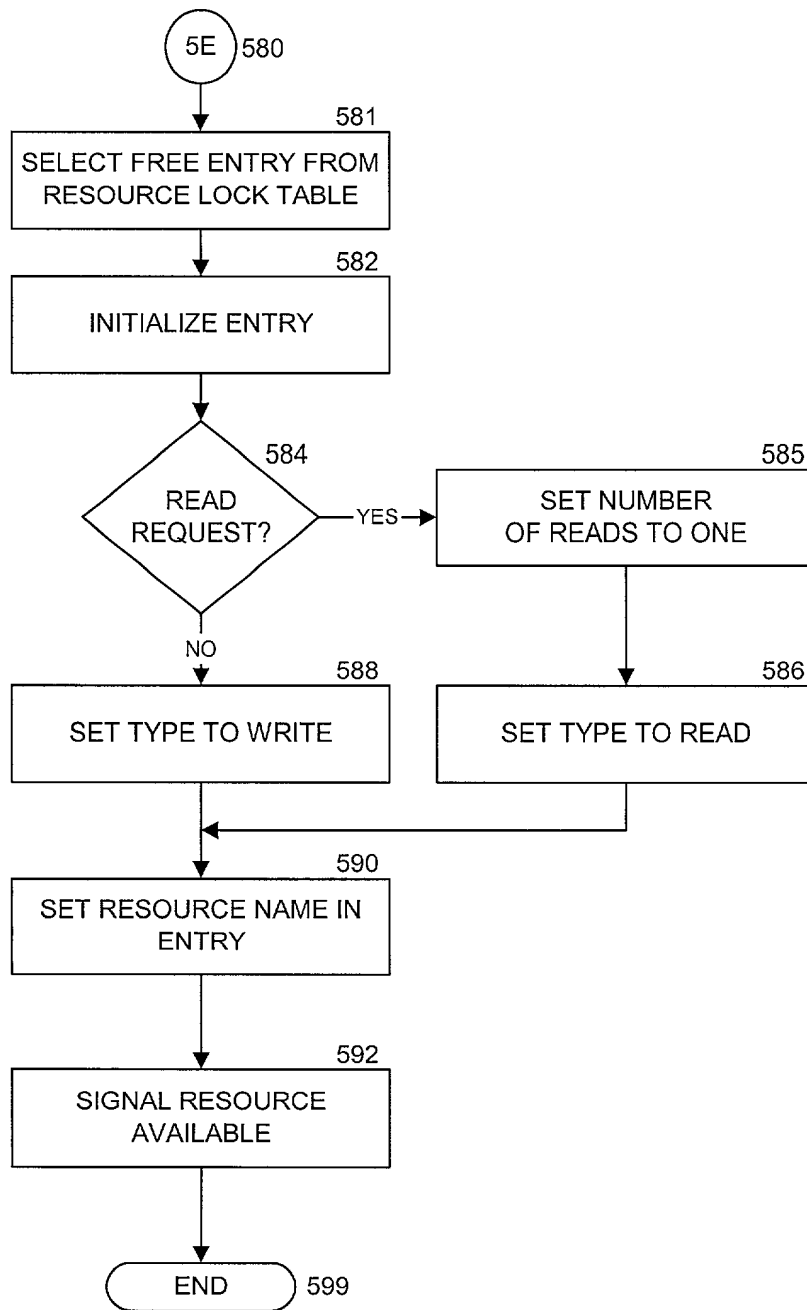 5E 580
581
SELECT FREE ENTRY FROM
RESOURCE LOCK TABLE
582
INITIALIZE ENTRY
584
READ
REQUEST?
YES
585
SET NUMBER
OF READS TO ONE
NO
588
SET TYPE TO WRITE
586
SET TYPE TO READ
590
SET RESOURCE NAME IN
ENTRY
592
SIGNAL RESOURCE
AVAILABLE
END 599